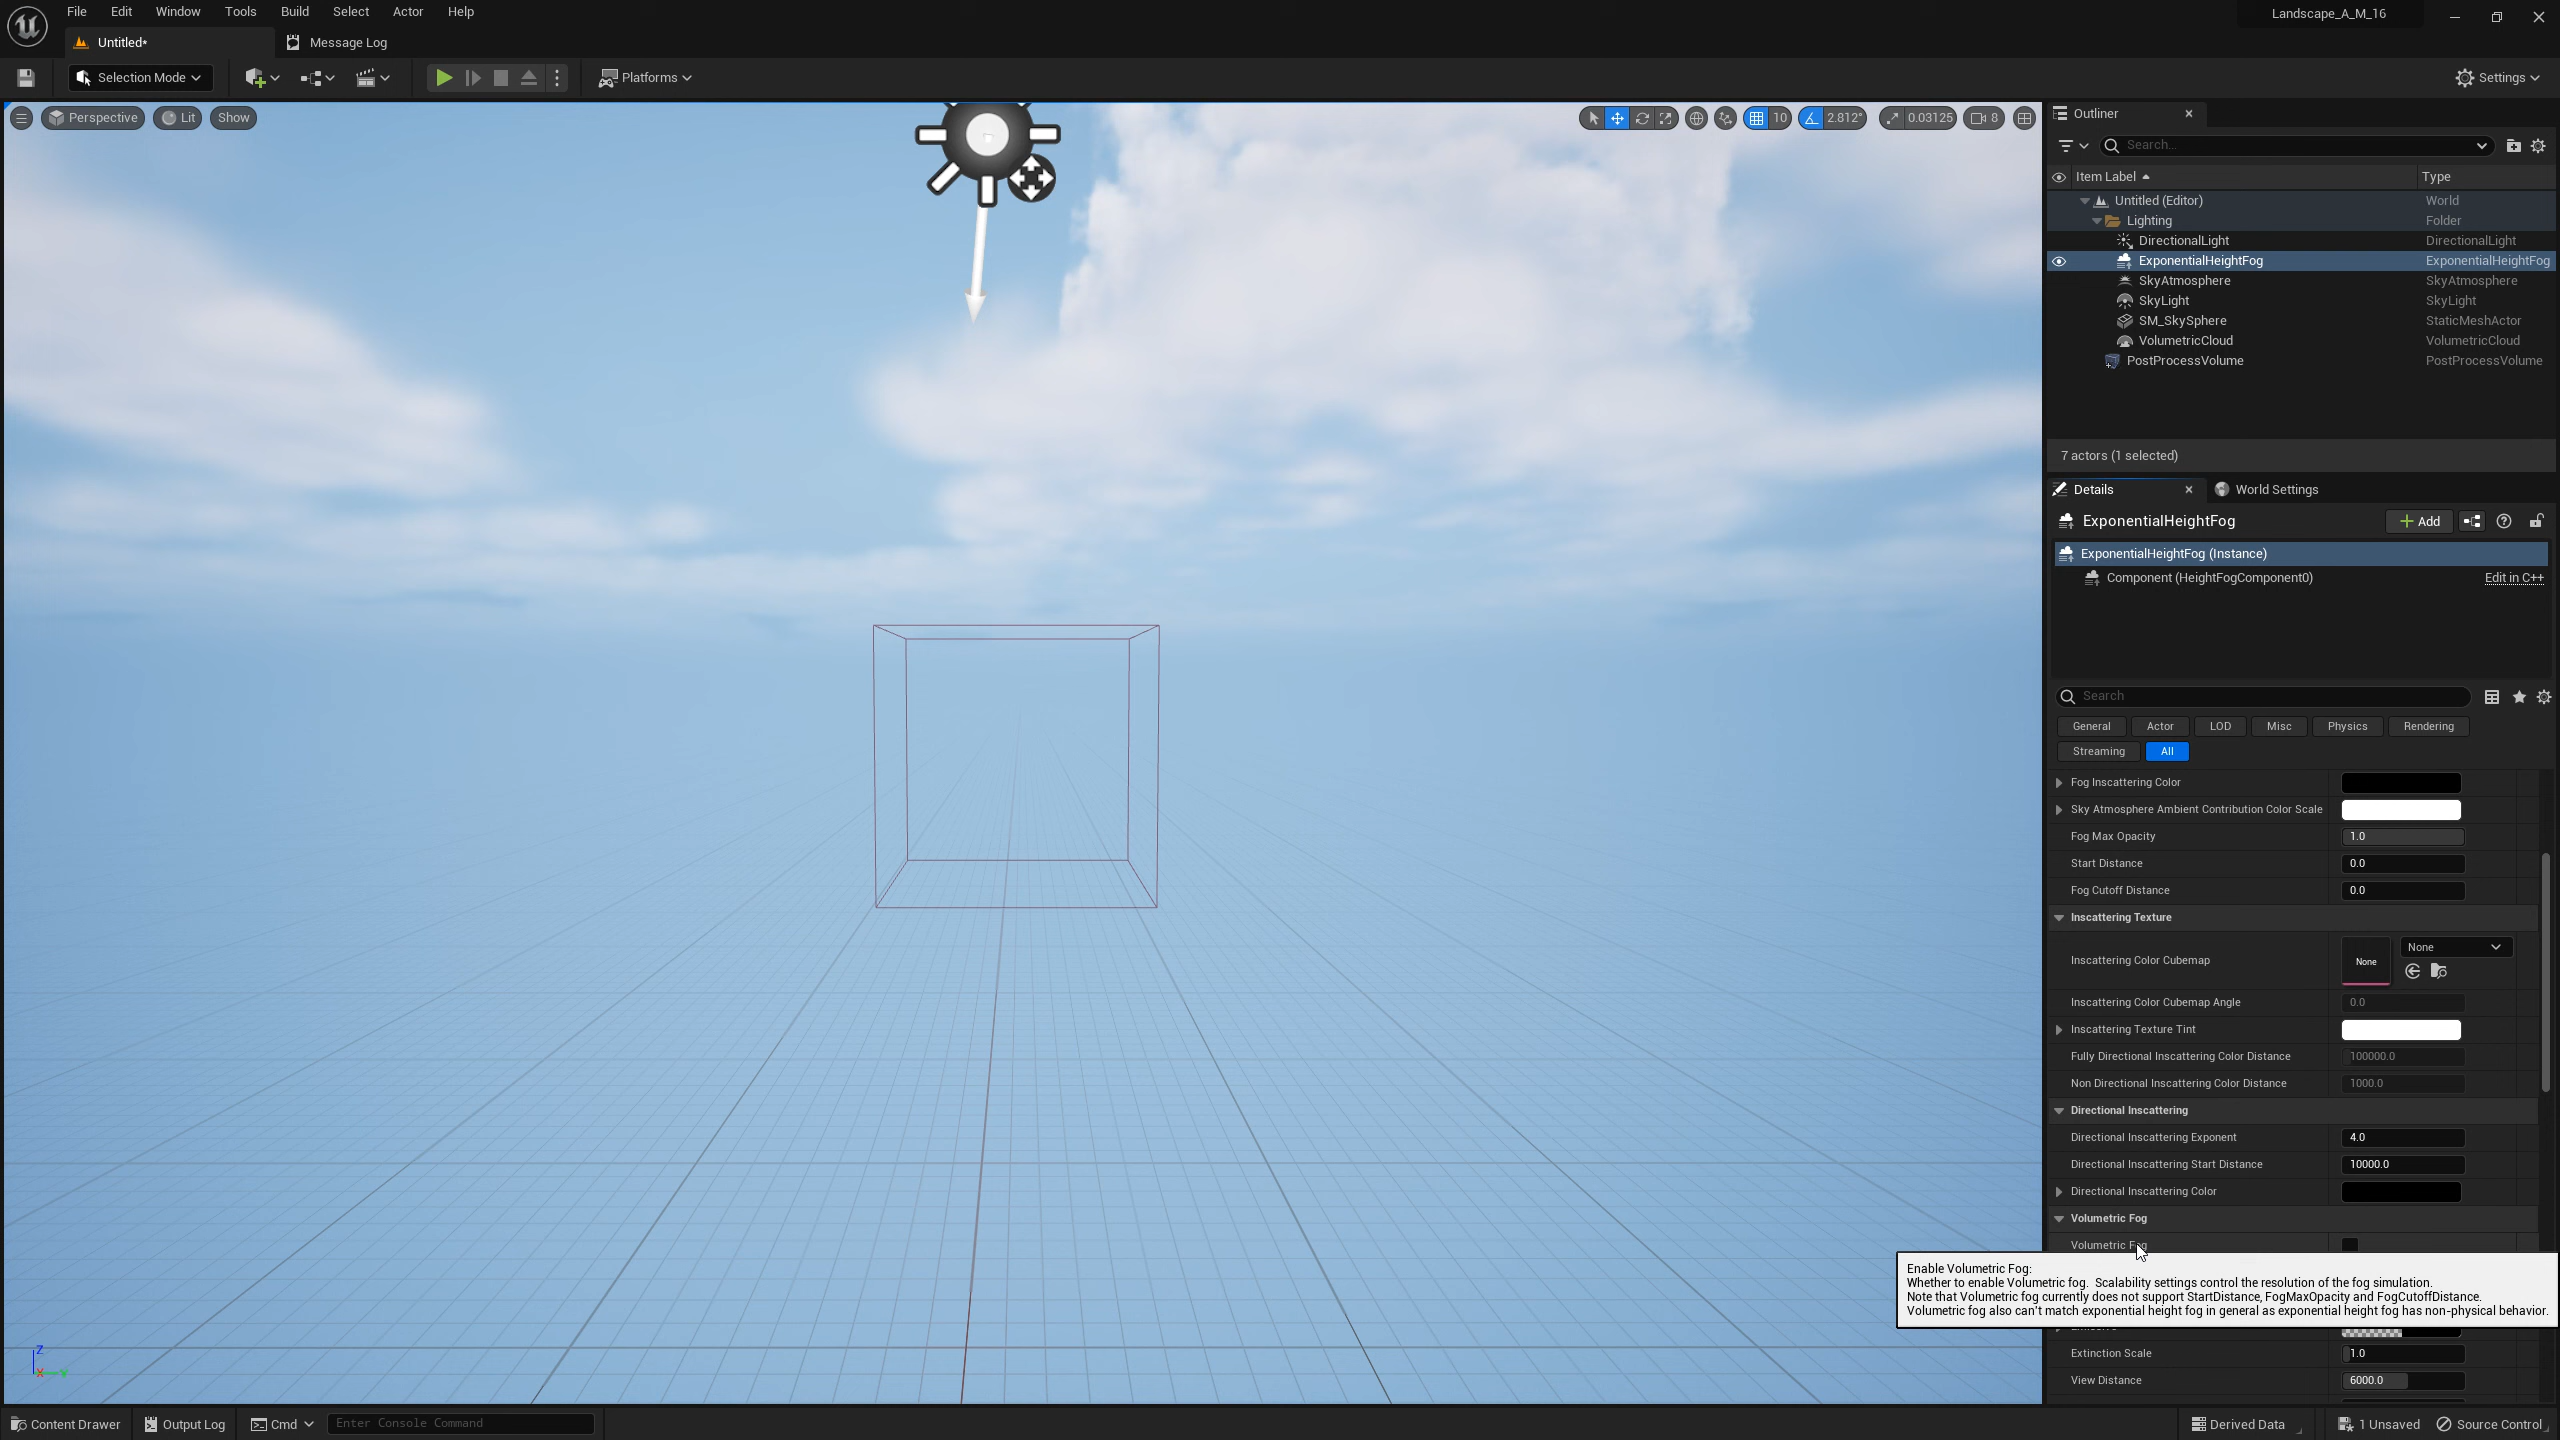 File Edit Window Tools Build Select Actor Help
Landscape_A_M_16
Untitled*
Message Log
Selection Mode
Platforms
Settings
Perspective
Lit
Show
10
2.812°
0.03125
8
Outliner
Search...
Item Label
Type
Untitled (Editor) World
Lighting Folder
DirectionalLight DirectionalLight
ExponentialHeightFog ExponentialHeightFog
SkyAtmosphere SkyAtmosphere
SkyLight SkyLight
SM_SkySphere StaticMeshActor
VolumetricCloud VolumetricCloud
PostProcessVolume PostProcessVolume
7 actors (1 selected)
Details
World Settings
ExponentialHeightFog
Add
ExponentialHeightFog (Instance)
Component (HeightFogComponent0) Edit in C++
Search
General Actor LOD Misc Physics Rendering
Streaming All
Fog Inscattering Color
Sky Atmosphere Ambient Contribution Color Scale
Fog Max Opacity 1.0
Start Distance 0.0
Fog Cutoff Distance 0.0
Inscattering Texture
Inscattering Color Cubemap None None
Inscattering Color Cubemap Angle 0.0
Inscattering Texture Tint
Fully Directional Inscattering Color Distance 100000.0
Non Directional Inscattering Color Distance 1000.0
Directional Inscattering
Directional Inscattering Exponent 4.0
Directional Inscattering Start Distance 10000.0
Directional Inscattering Color
Volumetric Fog
Volumetric Fog
Enable Volumetric Fog:
Whether to enable Volumetric fog. Scalability settings control the resolution of the fog simulation.
Note that Volumetric fog currently does not support StartDistance, FogMaxOpacity and FogCutoffDistance.
Volumetric fog also can't match exponential height fog in general as exponential height fog has non-physical behavior.
Extinction Scale 1.0
View Distance 6000.0
Z
X
Content Drawer
Output Log
Cmd
Enter Console Command
Derived Data
1 Unsaved
Source Control